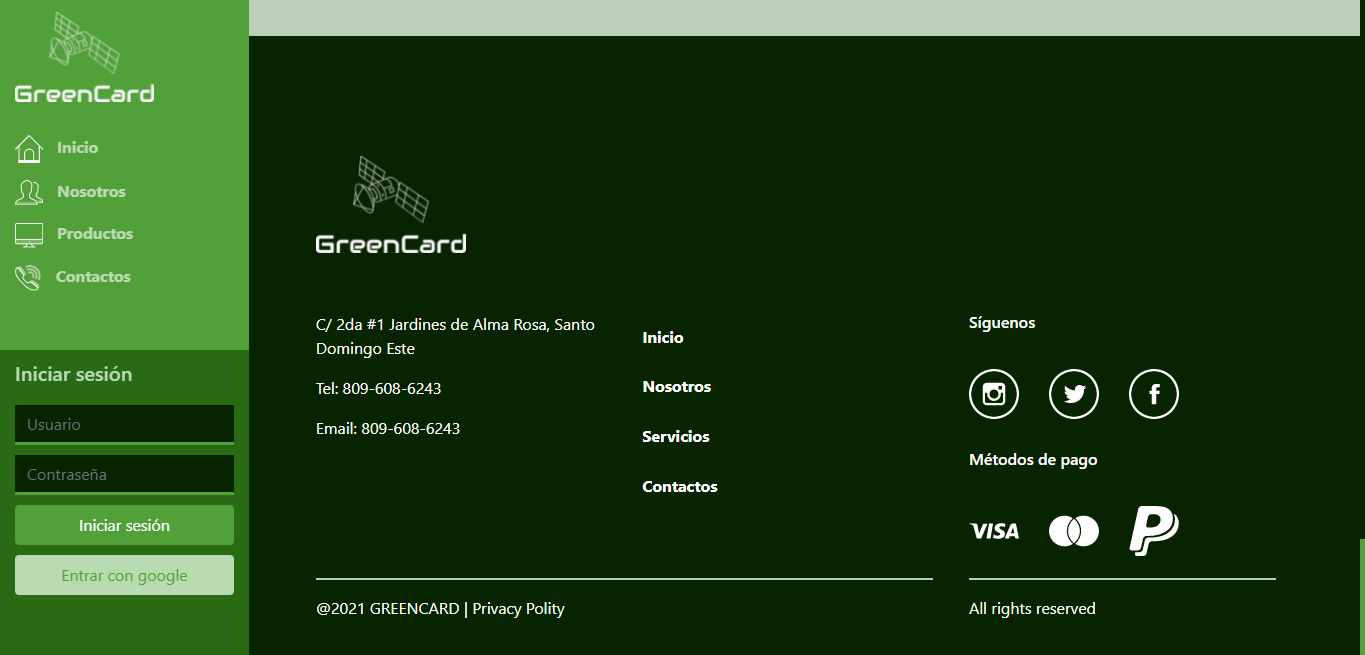 GreenCard
Inicio
Nosotros
Productos
Contactos
Iniciar sesión
Usuario
Contraseña
Iniciar sesión
Entrar con google
GreenCard
C/ 2da #1 Jardines de Alma Rosa, Santo
Domingo Este
Tel: 809-608-6243
Email: 809-608-6243
Inicio
Nosotros
Servicios
Contactos
Síguenos
f
Métodos de pago
VISA
P
@2021 GREENCARD | Privacy Polity
All rights reserved